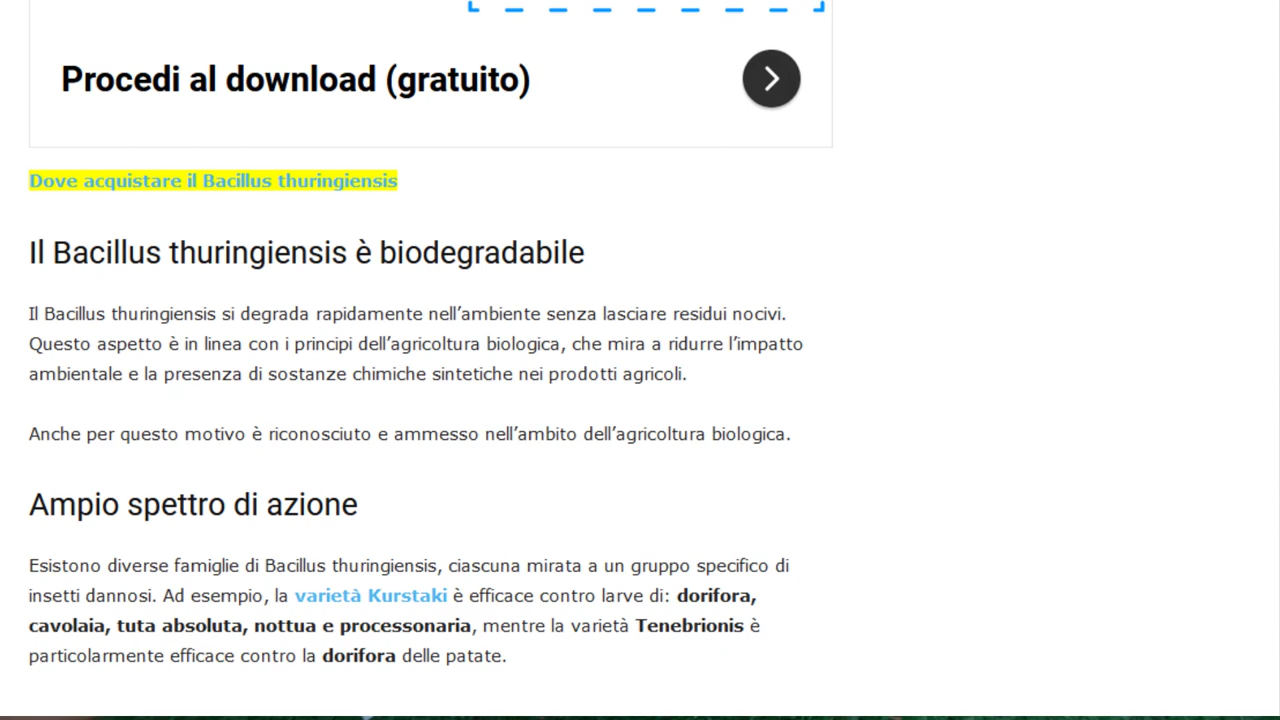 Procedi al download (gratuito)
Dove acquistare il Bacillus thuringiensis
Il Bacillus thuringiensis è biodegradabile
Il Bacillus thuringiensis si degrada rapidamente nell’ambiente senza lasciare residui nocivi.
Questo aspetto è in linea con i principi dell’agricoltura biologica, che mira a ridurre l’impatto
ambientale e la presenza di sostanze chimiche sintetiche nei prodotti agricoli.
Anche per questo motivo è riconosciuto e ammesso nell’ambito dell’agricoltura biologica.
Ampio spettro di azione
Esistono diverse famiglie di Bacillus thuringiensis, ciascuna mirata a un gruppo specifico di
insetti dannosi. Ad esempio, la varietà Kurstaki è efficace contro larve di: dorifora,
cavolaia, tuta absoluta, nottua e processonaria, mentre la varietà Tenebrionis è
particolarmente efficace contro la dorifora delle patate.